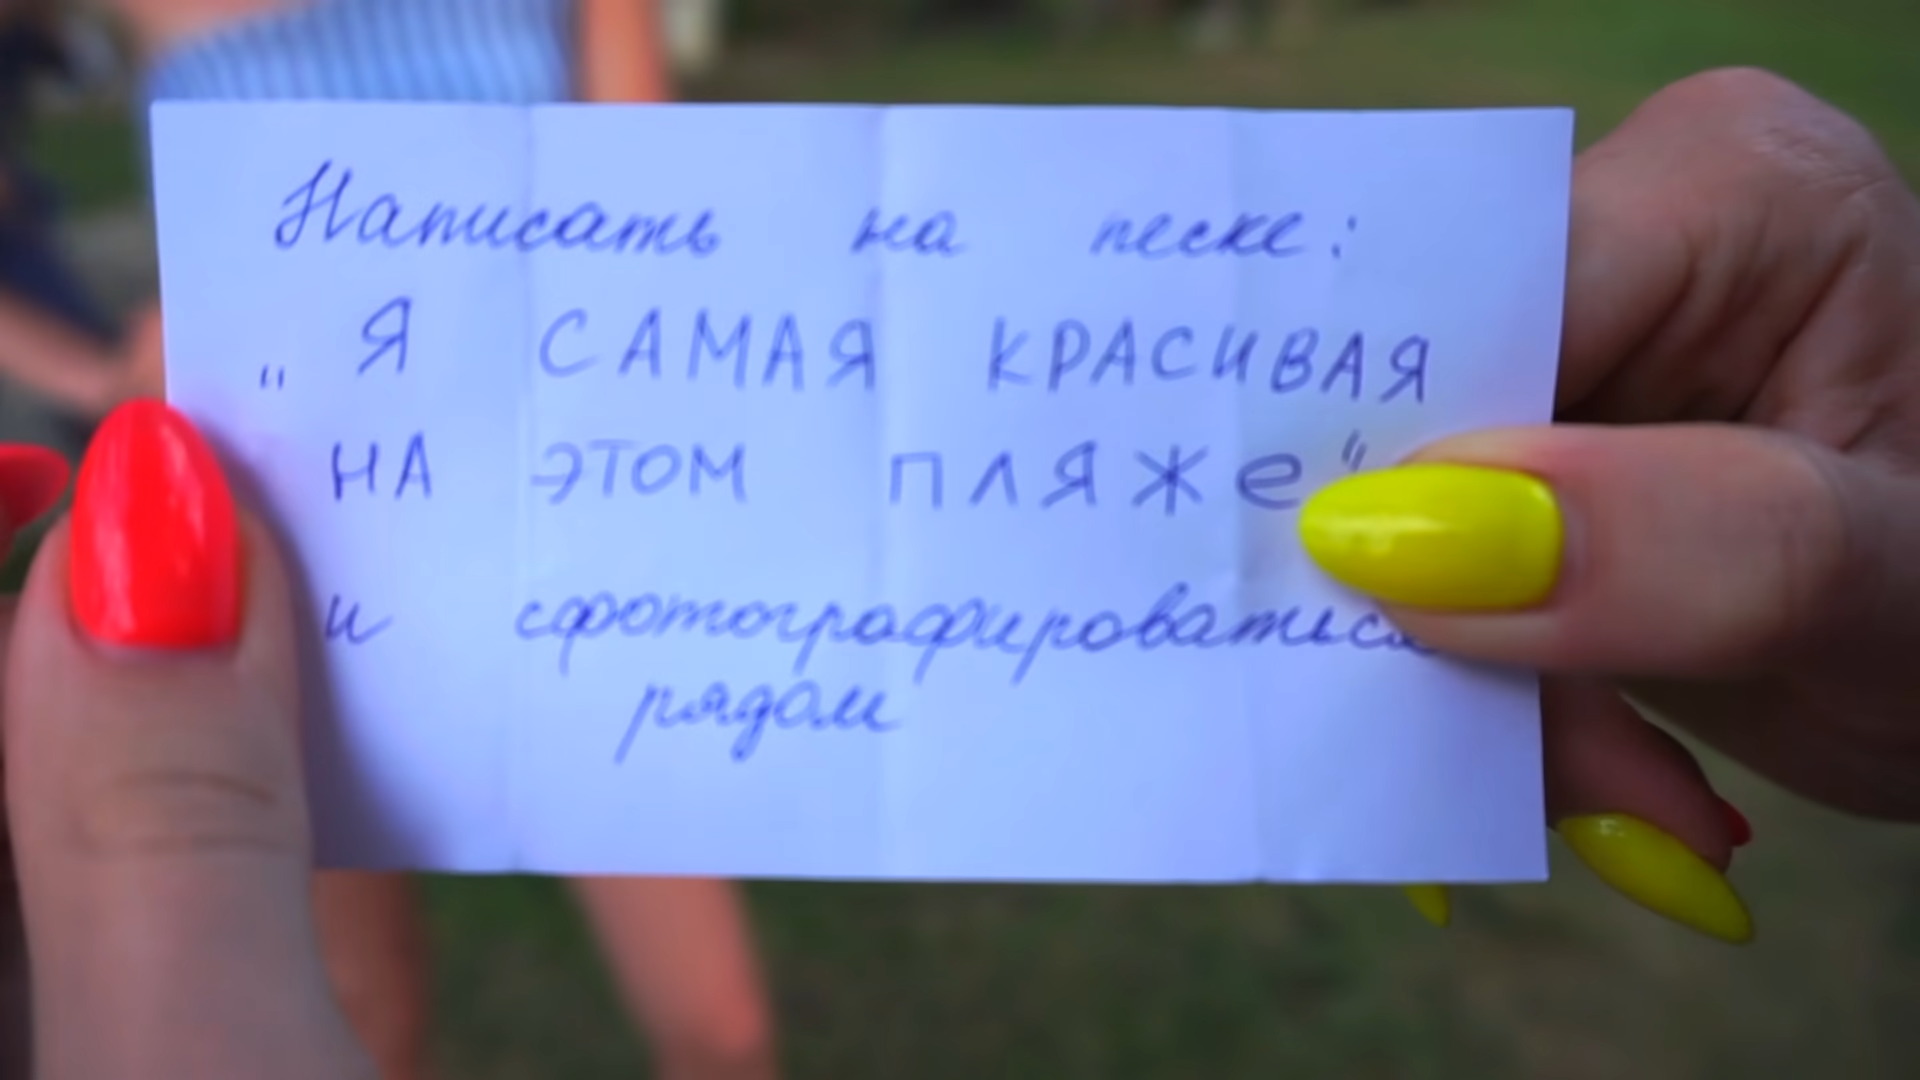 Написать на песке:
„Я САМАЯ КРАСИВАЯ
НА ЭТОМ ПЛЯЖе“
и сфотографироваться
рядом